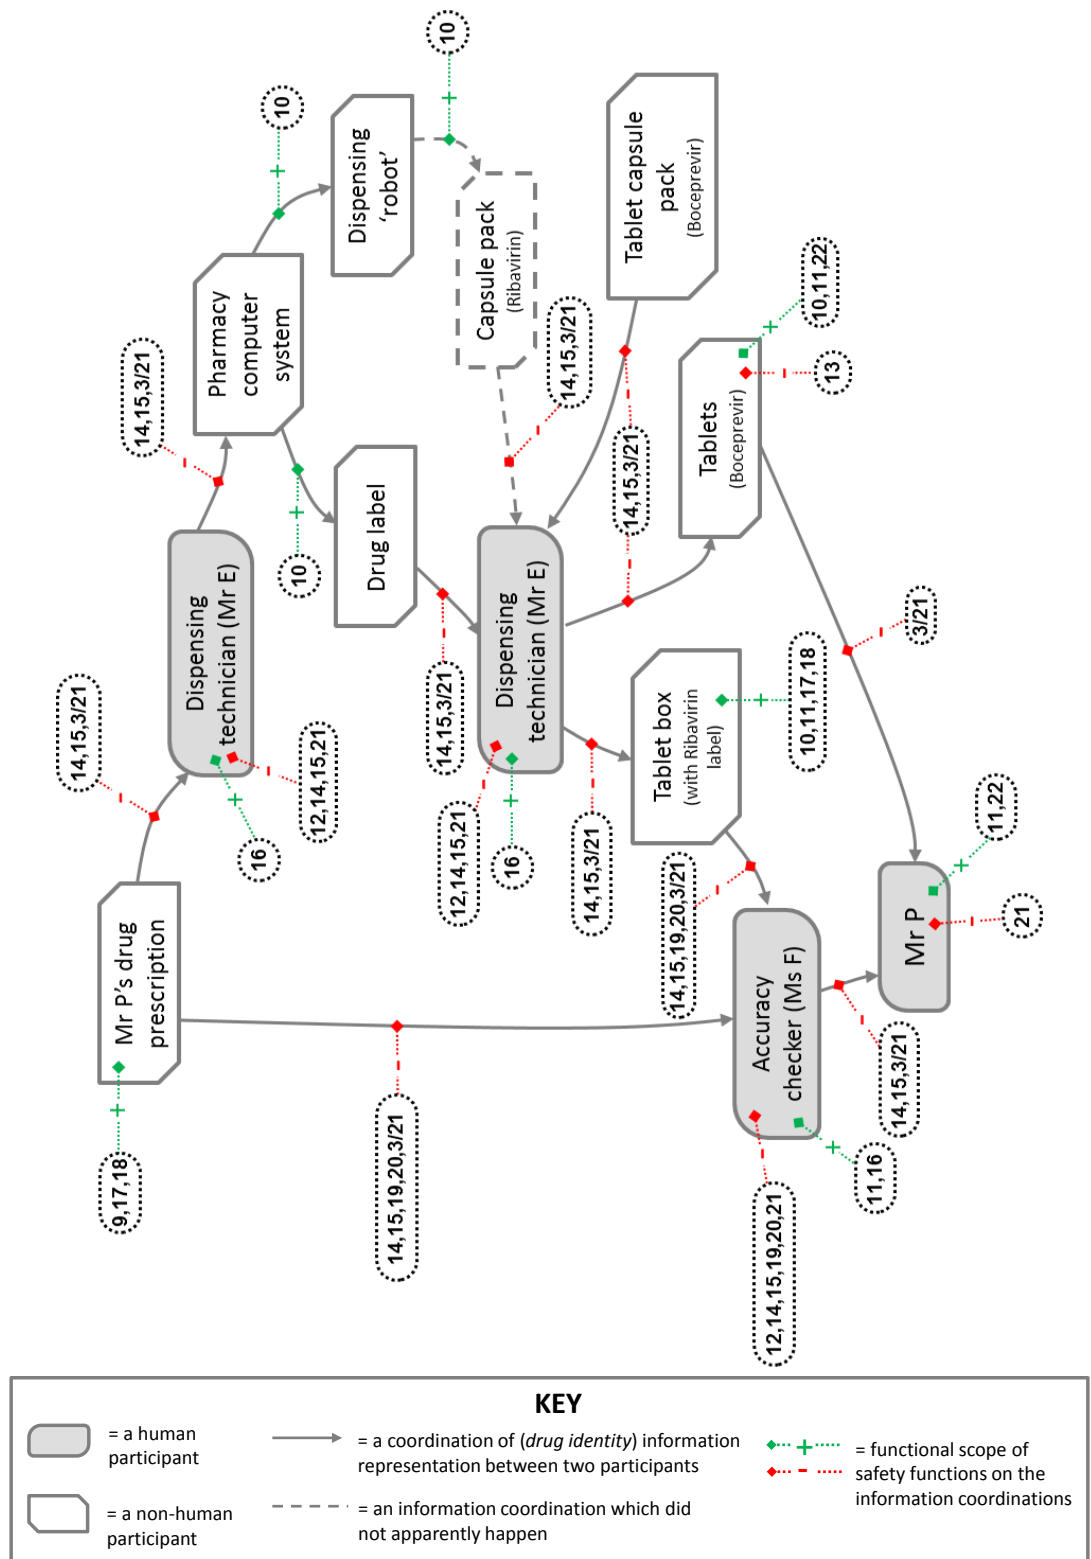 9,17,18
Mr P's drug
prescription
14,15,3/21
16
12,14,15,21
Dispensing
technician (Mr E)
14,15,3/21
Pharmacy
computer
system
10
Dispensing
'robot'
10
10
Drug label
14,15,3/21
Capsule pack
(Ribavirin)
14,15,3/21
Tablet capsule
pack
(Boceprevir)
14,15,3/21
12,14,15,21
16
Dispensing
technician (Mr E)
14,15,3/21
Tablet box
(with Ribavirin
label)
10,11,17,18
Tablets
(Boceprevir)
10,11,22
13
14,15,19,20,3/21
14,15,19,20,3/21
12,14,15,19,20,21
11,16
Accuracy
checker (Ms F)
14,15,3/21
3/21
Mr P
11,22
21
KEY
= a human
participant
= a non-human
participant
= a coordination of (drug identity) information
representation between two participants
= an information coordination which did
not apparently happen
= functional scope of
safety functions on the
information coordinations